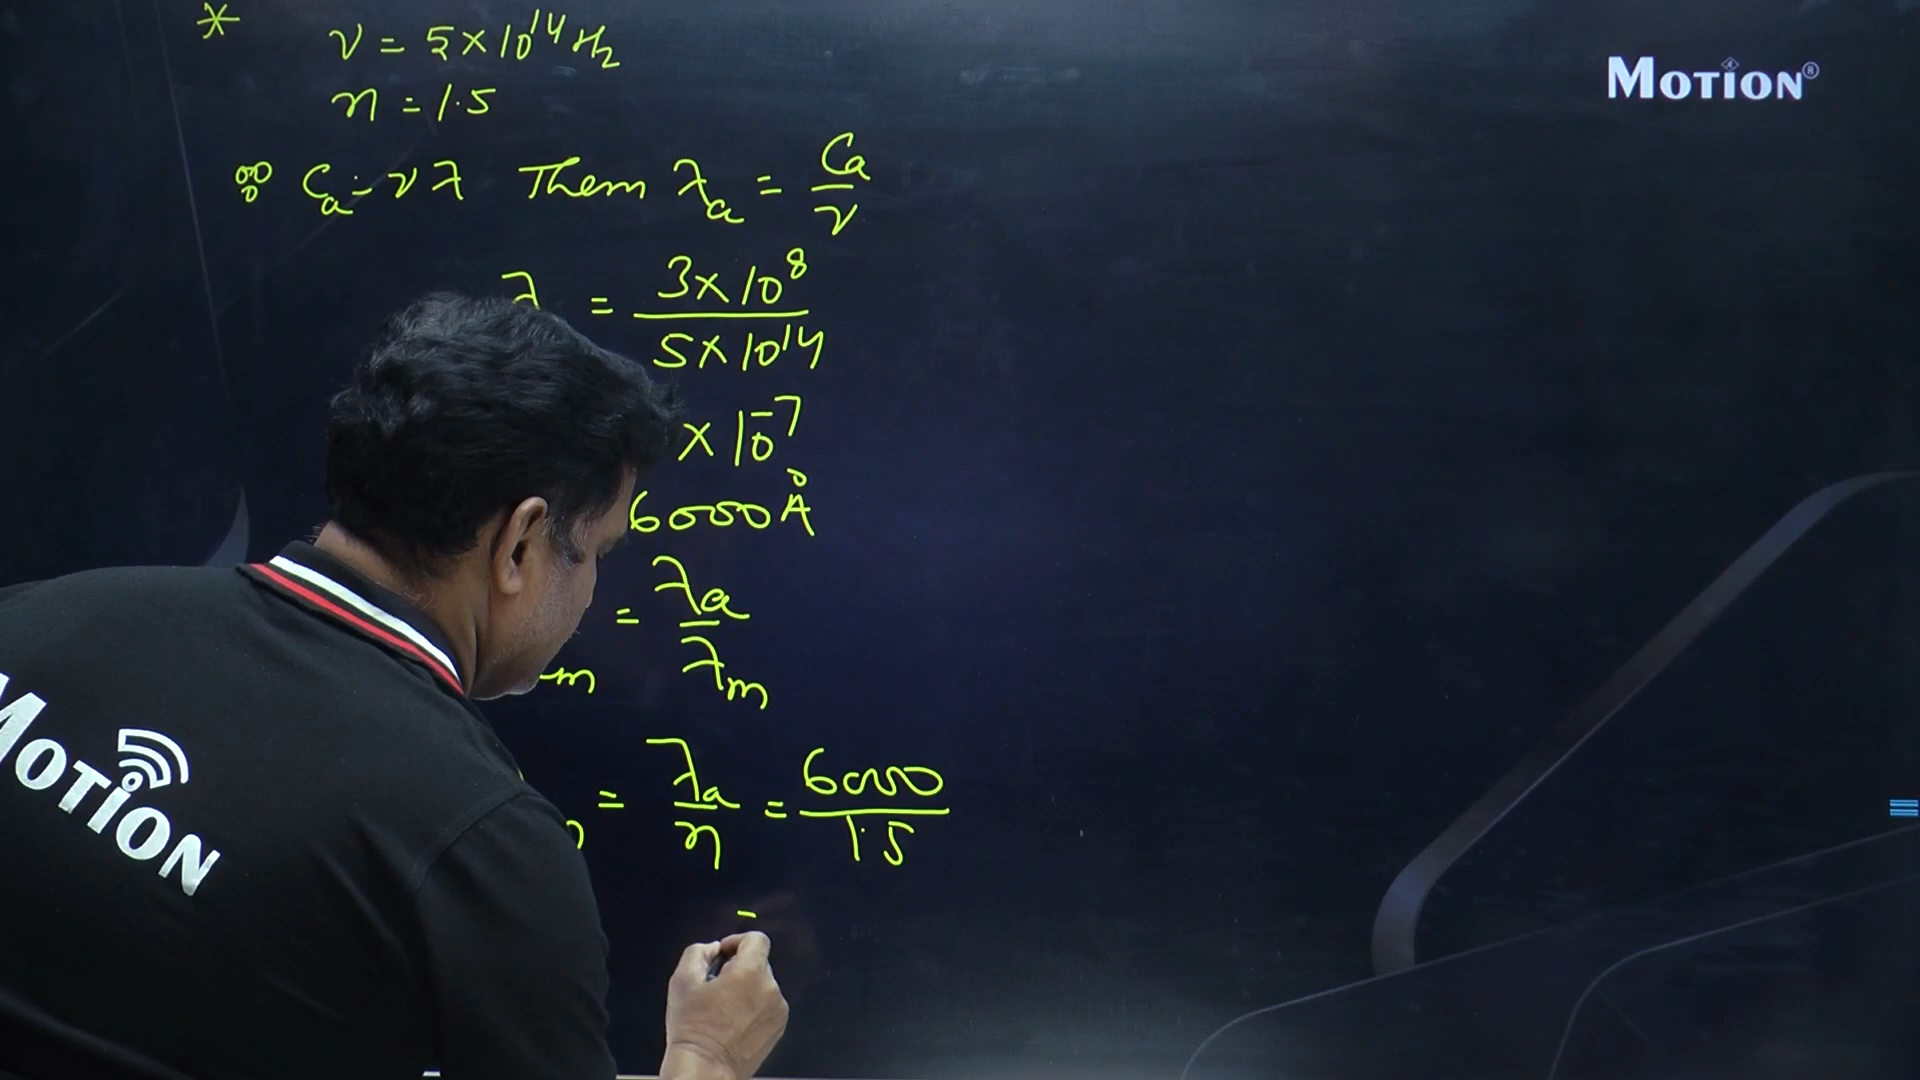 *
ν = 5×10¹⁴ Hz
MOTION®
n = 1.5
∵ Cₐ = νλ Then λₐ = Cₐ/ν
λ = 3×10⁸/5×10¹⁴
×10⁻⁷
6000 Å
= λₐ/λₘ
m
= λₐ/n = 6000/1.5
MOTION